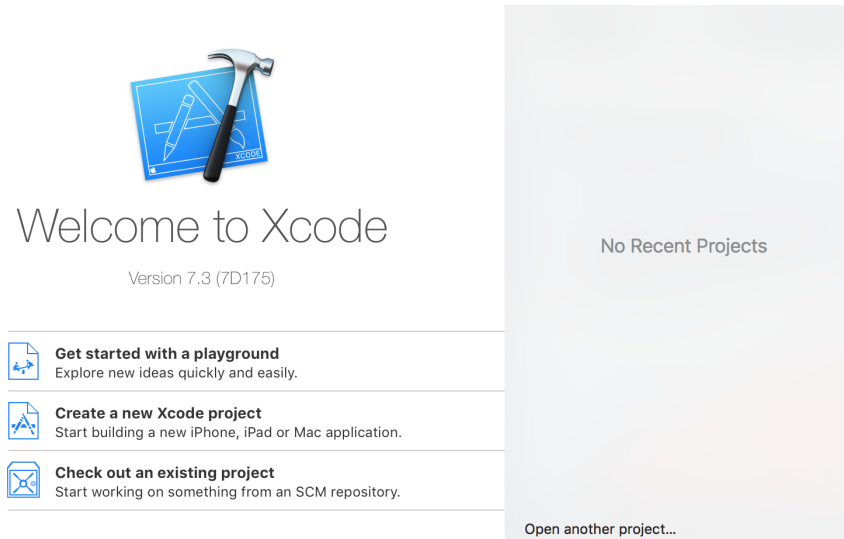 XCODE
Welcome to Xcode
Version 7.3 (7D175)
Get started with a playground
Explore new ideas quickly and easily.
Create a new Xcode project
Start building a new iPhone, iPad or Mac application.
Check out an existing project
Start working on something from an SCM repository.
No Recent Projects
Open another project...